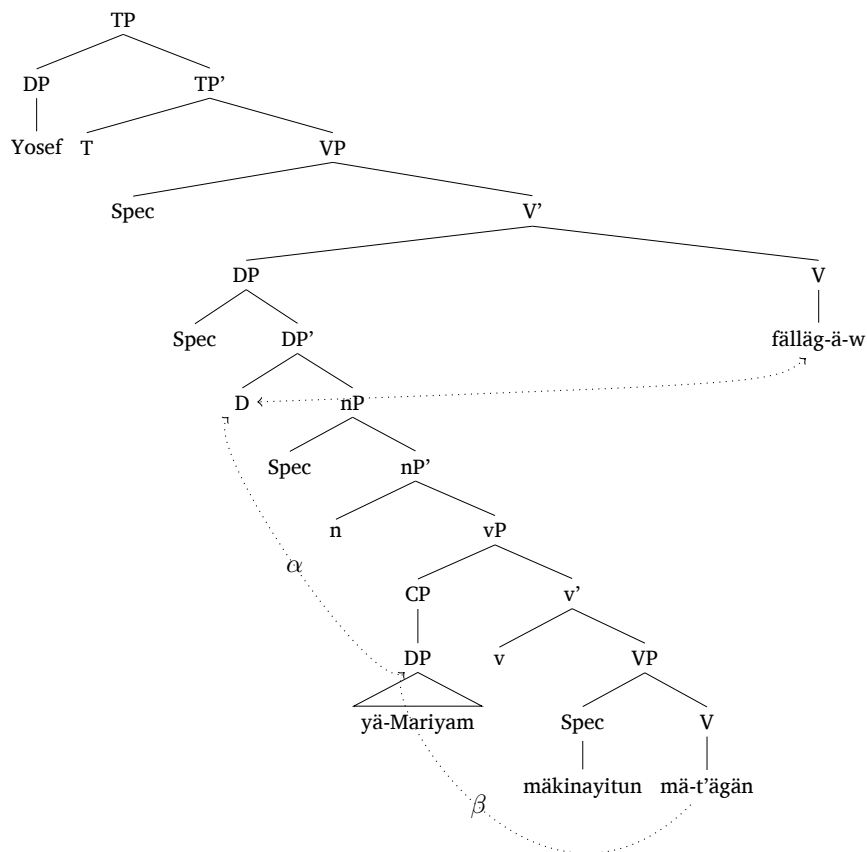 TP
DP TP’
Yosef T VP
Spec V’
DP V
Spec DP’ fälläg-ä-w
D nP
Spec nP’
n vP
α
CP v’
DP v VP
yä-Mariyam Spec V
mäkinayitun mä-t’ägän
β